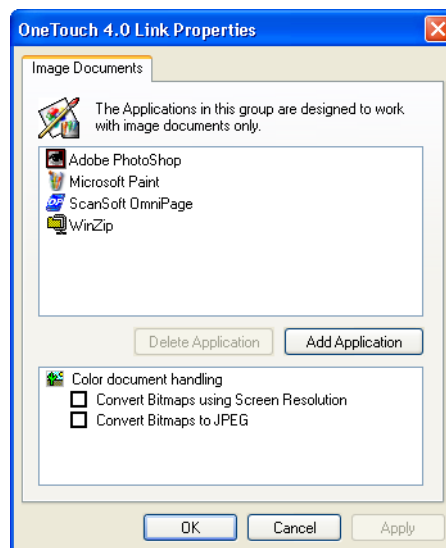 OneTouch 4.0 Link Properties
Image Documents
The Applications in this group are designed to work
with image documents only.
Adobe PhotoShop
Microsoft Paint
ScanSoft OmniPage
WinZip
Delete Application
Add Application
Color document handling
Convert Bitmaps using Screen Resolution
Convert Bitmaps to JPEG
OK
Cancel
Apply